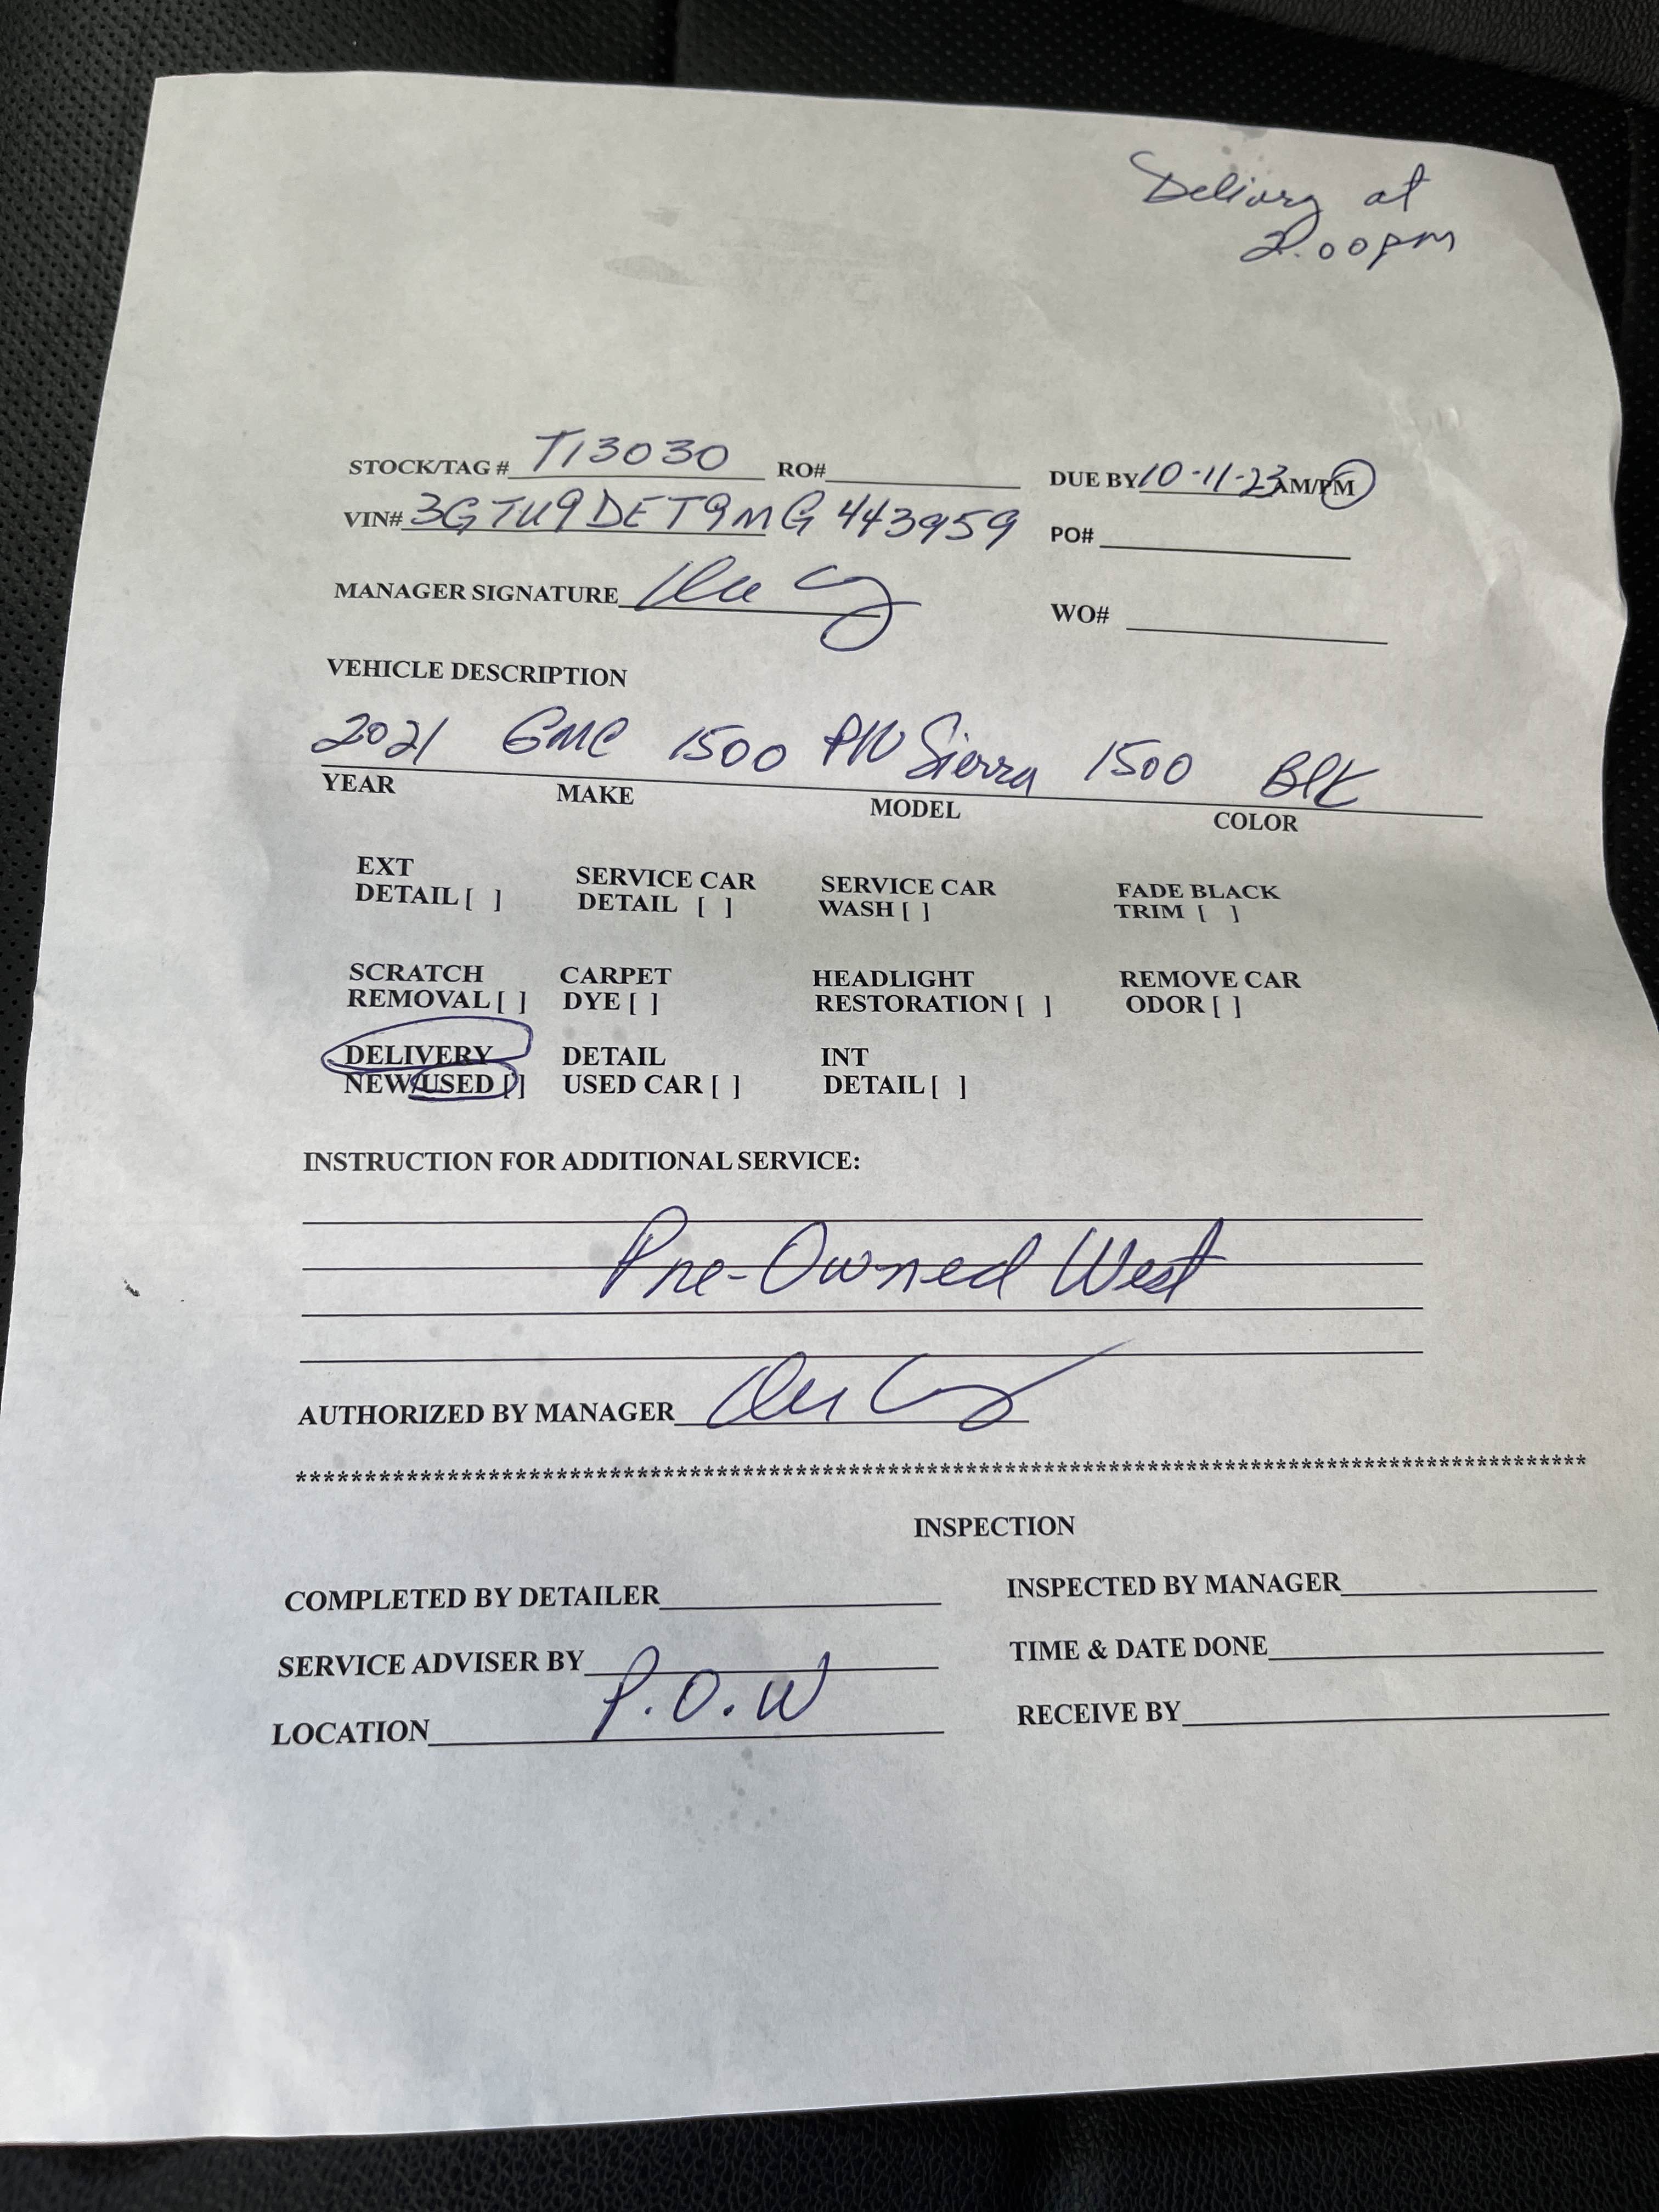 Delivry at
2:00pm
STOCK/TAG # T13030 RO# DUE BY 10-11-23 AM/PM
VIN# 3GTU9DET9MG443959 PO#
MANAGER SIGNATURE WO#
VEHICLE DESCRIPTION
2021 GMC 1500 PU Sierra 1500 Blk
YEAR MAKE MODEL COLOR
EXT SERVICE CAR SERVICE CAR FADE BLACK
DETAIL [ ] DETAIL [ ] WASH [ ] TRIM [ ]
SCRATCH CARPET HEADLIGHT REMOVE CAR
REMOVAL [ ] DYE [ ] RESTORATION [ ] ODOR [ ]
DELIVERY DETAIL INT
NEW/USED [ ] USED CAR [ ] DETAIL [ ]
INSTRUCTION FOR ADDITIONAL SERVICE:
Pre-Owned West
AUTHORIZED BY MANAGER
********************************************************************************************
INSPECTION
COMPLETED BY DETAILER INSPECTED BY MANAGER
SERVICE ADVISER BY TIME & DATE DONE
LOCATION P.O.W RECEIVE BY